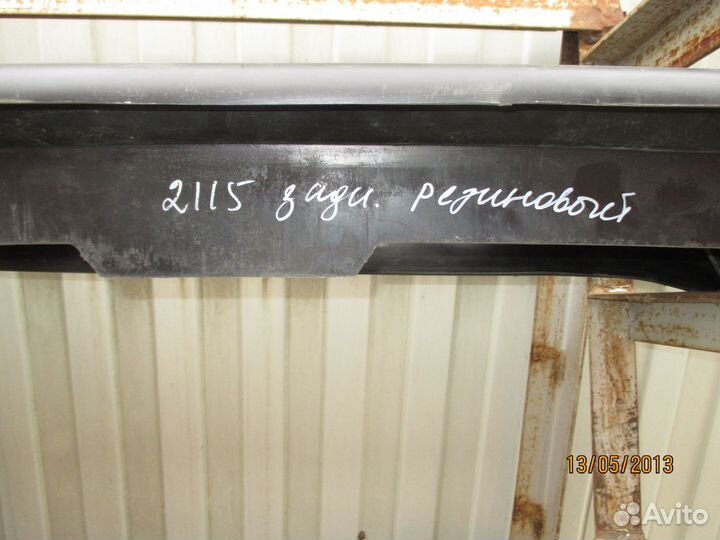 2115 задн. резиновый
13/05/2013
Avito